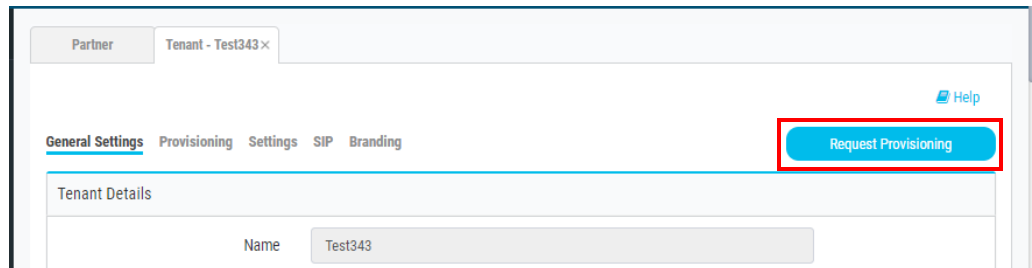 Partner Tenant - Test343×
Help
General Settings Provisioning Settings SIP Branding Request Provisioning
Tenant Details
Name Test343